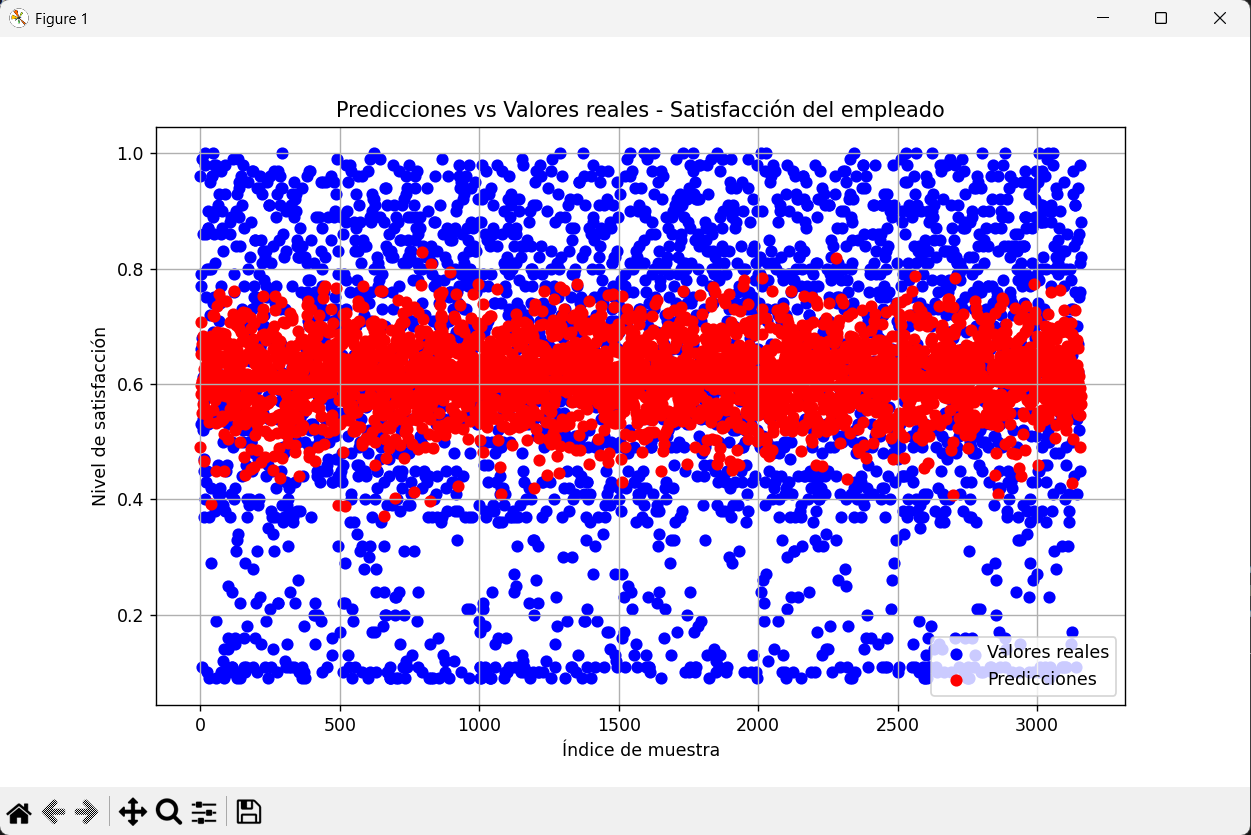 Figure 1
Predicciones vs Valores reales - Satisfacción del empleado
Nivel de satisfacción
1.0
0.8
0.6
0.4
0.2
0 500 1000 1500 2000 2500 3000
Índice de muestra
Valores reales
Predicciones